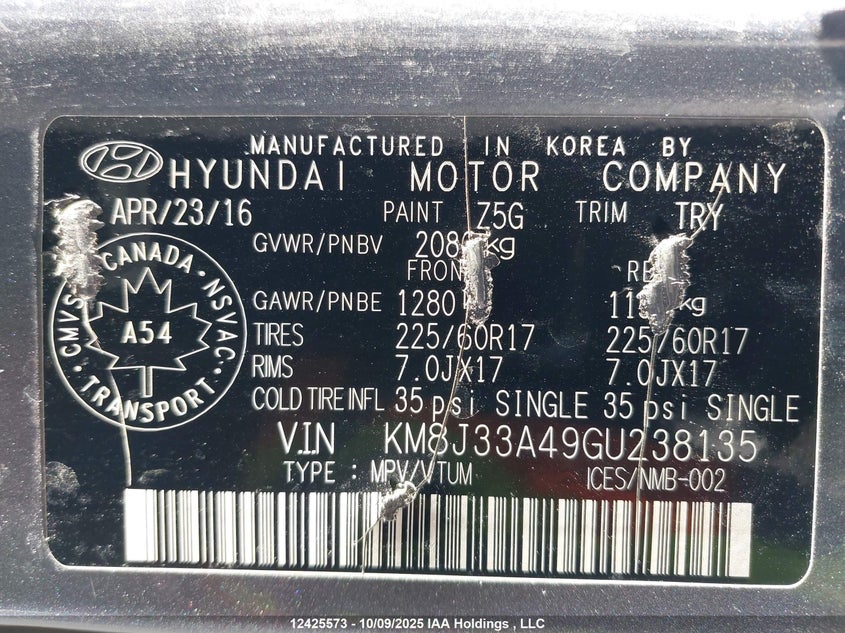 MANUFACTURED IN KOREA BY
HYUNDAI MOTOR COMPANY
APR/23/16 PAINT Z5G TRIM TRY
GVWR/PNBV kg
GAWR/PNBE 1280 kg
TIRES 225/60R17 225/60R17
RIMS 7.0JX17 7.0JX17
COLD TIRE INFL 35 psi SINGLE 35 psi SINGLE
CANADA · NSVAC · TRANSPORT · CMVSS
A54
V.I.N KM8J33A49GU238135
TYPE : MPV/VTUM ICES/NMB-002
12425573 - 10/09/2025 IAA Holdings , LLC